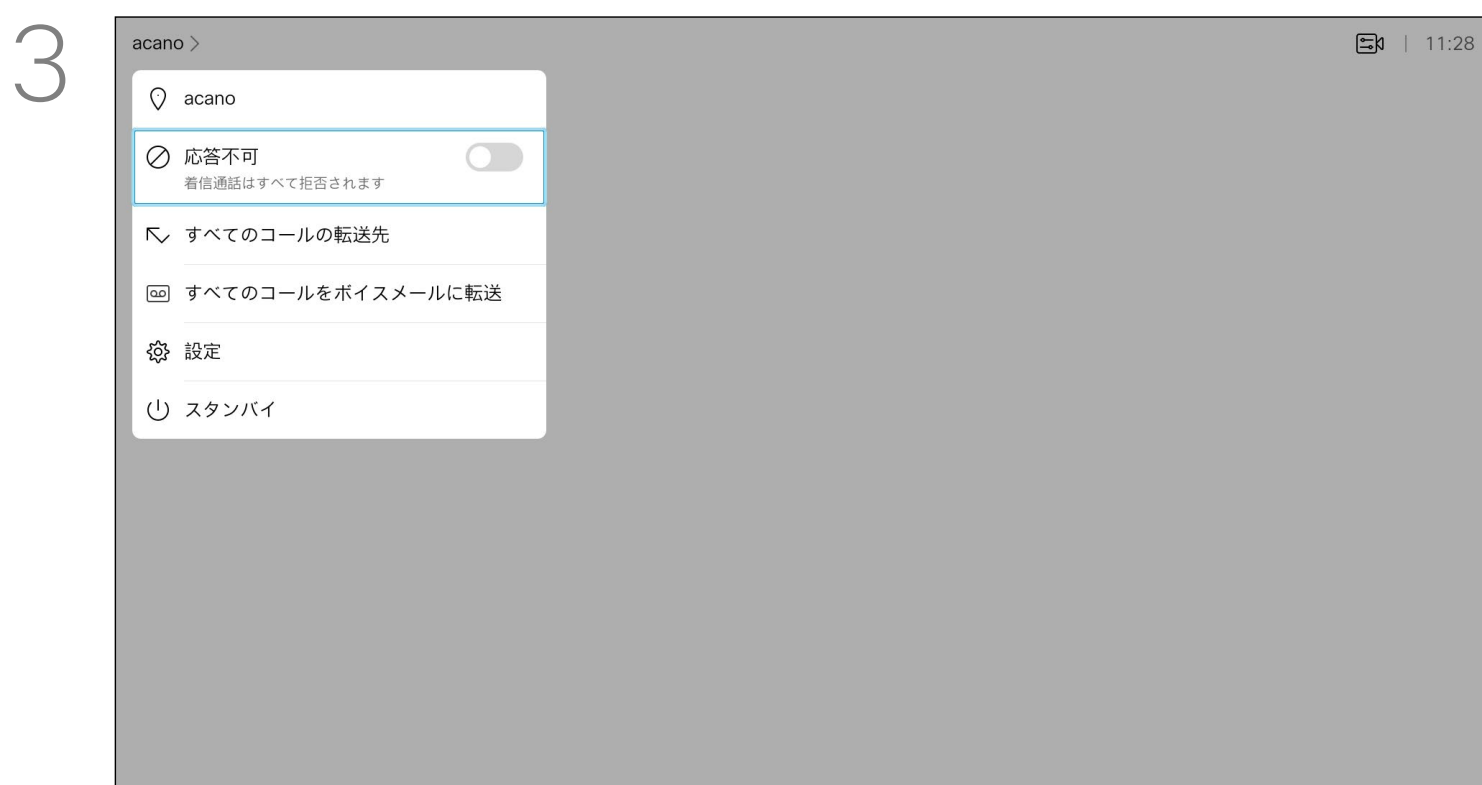 3
acano >
11:28
acano
応答不可
着信通話はすべて拒否されます
すべてのコールの転送先
すべてのコールをボイスメールに転送
設定
スタンバイ